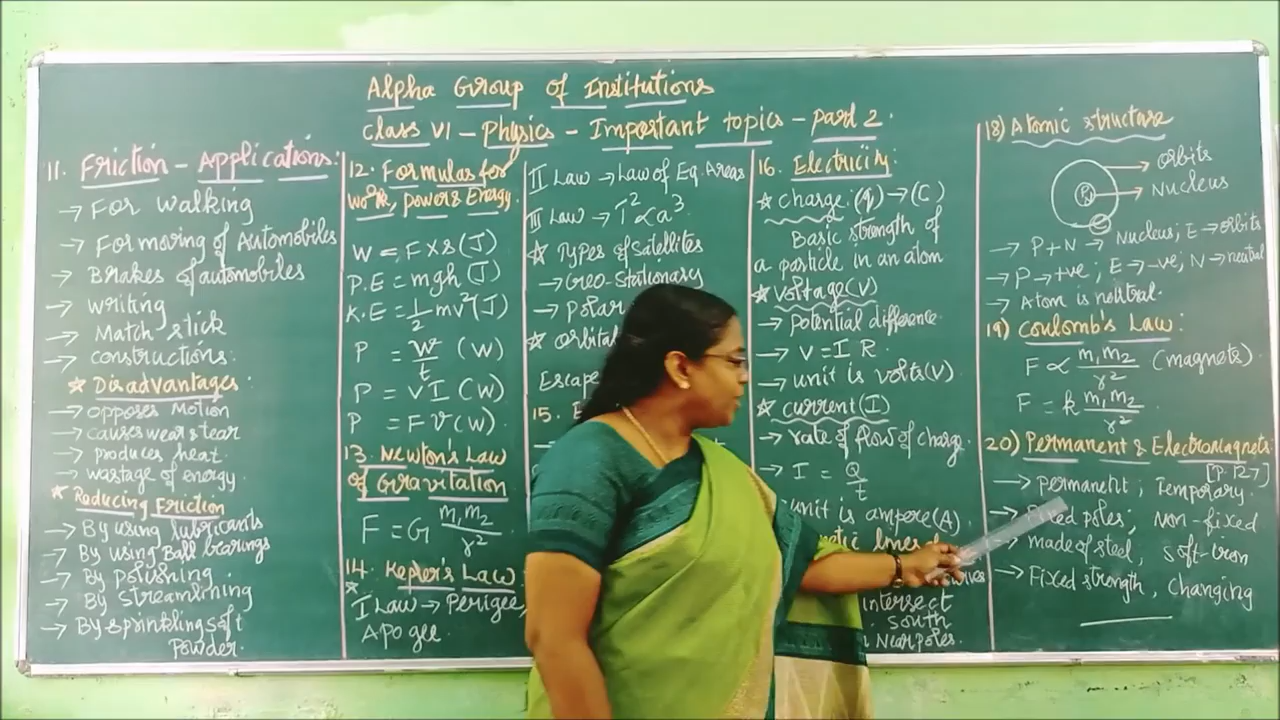 Alpha Group of Institutions
Class VI - Physics - Important topics - Part 2.
11. Friction - Applications:
→ For walking
→ For moving of Automobiles
→ Brakes of automobiles
→ writing
→ Match stick
→ constructions.
★ Disadvantages:
→ opposes Motion
→ causes wear & tear
→ produces heat.
→ wastage of energy.
★ Reducing Friction
→ By using lubricants
→ By using Ball bearings
→ By polishing.
→ By streamlining
→ By sprinkling soft
Powder.
12. Formulas for
work, power & Energy.
W = F x s (J)
P.E = mgh (J)
K.E = 1/2 mv² (J)
P = w/t (W)
P = VI (W)
P = FV (W).
13. Newton's Law
of Gravitation
F = G m₁m₂/r²
14. Kepler's Law
★
I Law → Perigee,
Apogee.
II Law → Law of Eq. Areas
III Law → T² ∝ a³
★ Types of Satellites
→ Geo-Stationary
→ Polar
★ Orbital
Escape
15. E
16. Electricity:
★ charge: (q) → (C)
Basic strength of
a particle in an atom
★ Voltage (V)
→ Potential difference
→ V = I R.
→ unit is volts (V)
★ current (I)
→ rate of flow of charge.
→ I = Q/t
unit is ampere (A)
lines
intersect
south
Near poles.
18) Atomic structure
→ orbits
→ Nucleus
P N
→ P + N → Nucleus; E → orbits
→ P → +ve; E → -ve; N → neutral
→ Atom is neutral.
19) Coulomb's Law:
F ∝ m₁m₂/r² (magnets).
F = k m₁m₂/r².
20) Permanent & Electromagnets.
[P. 127]
→ permanent; Temporary.
→ Fixed poles; Non-fixed
→ made of steel, soft-iron
→ Fixed strength, Changing